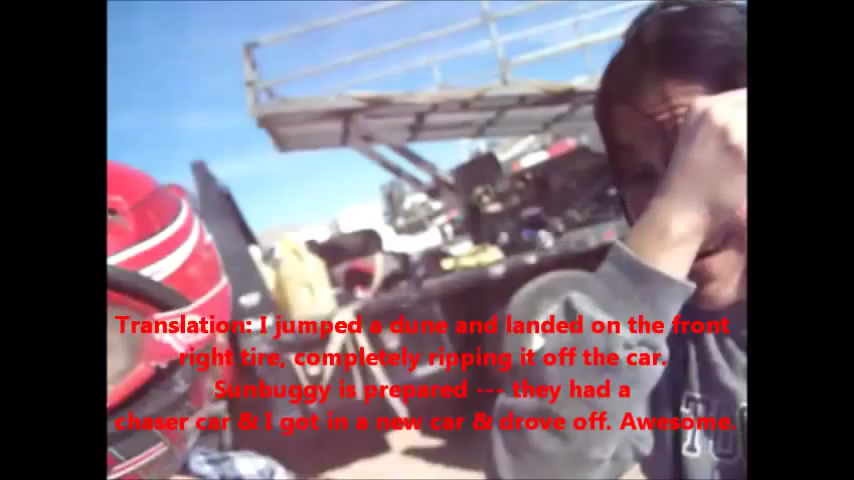 Translation: I jumped a dune and landed on the front
right tire, completely ripping it off the car.
Sunbuggy is prepared --- they had a
chaser car & I got in a new car & drove off. Awesome.